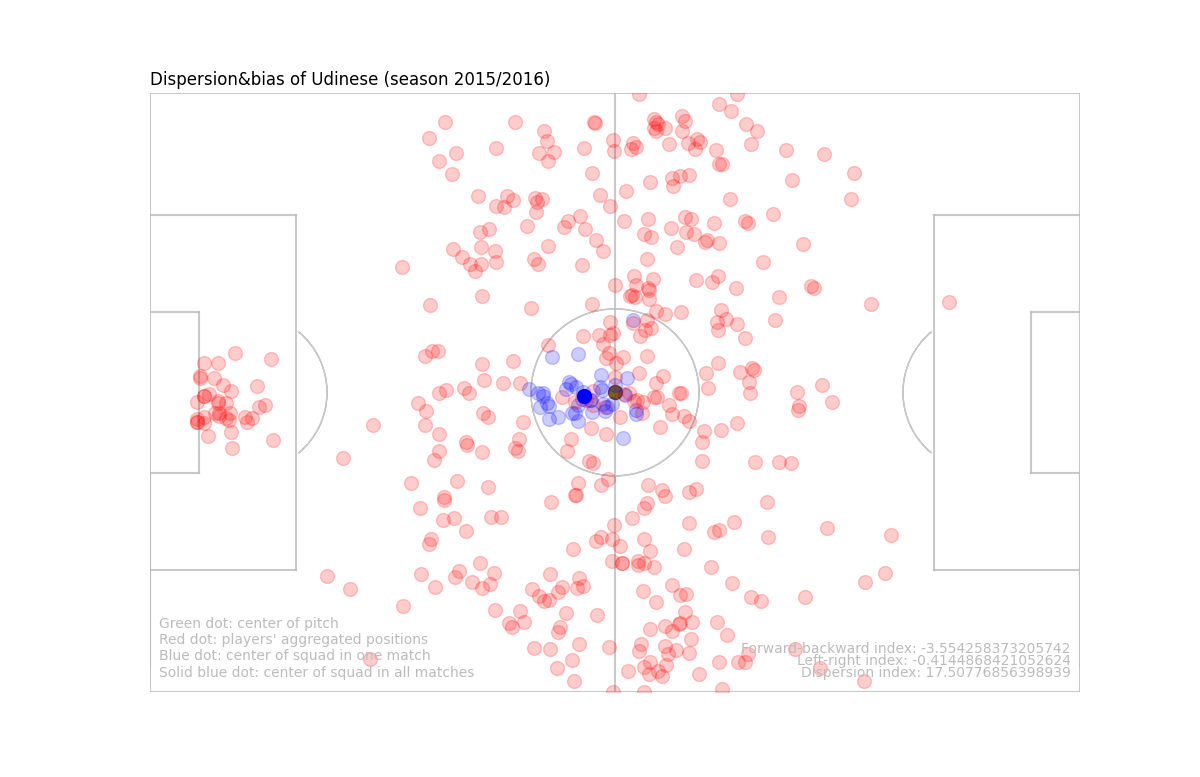 Dispersion&bias of Udinese (season 2015/2016)
Green dot: center of pitch
Red dot: players' aggregated positions
Blue dot: center of squad in one match
Solid blue dot: center of squad in all matches
Forward-backward index: -3.554258373205742
Left-right index: -0.4144868421052624
Dispersion index: 17.50776856398939